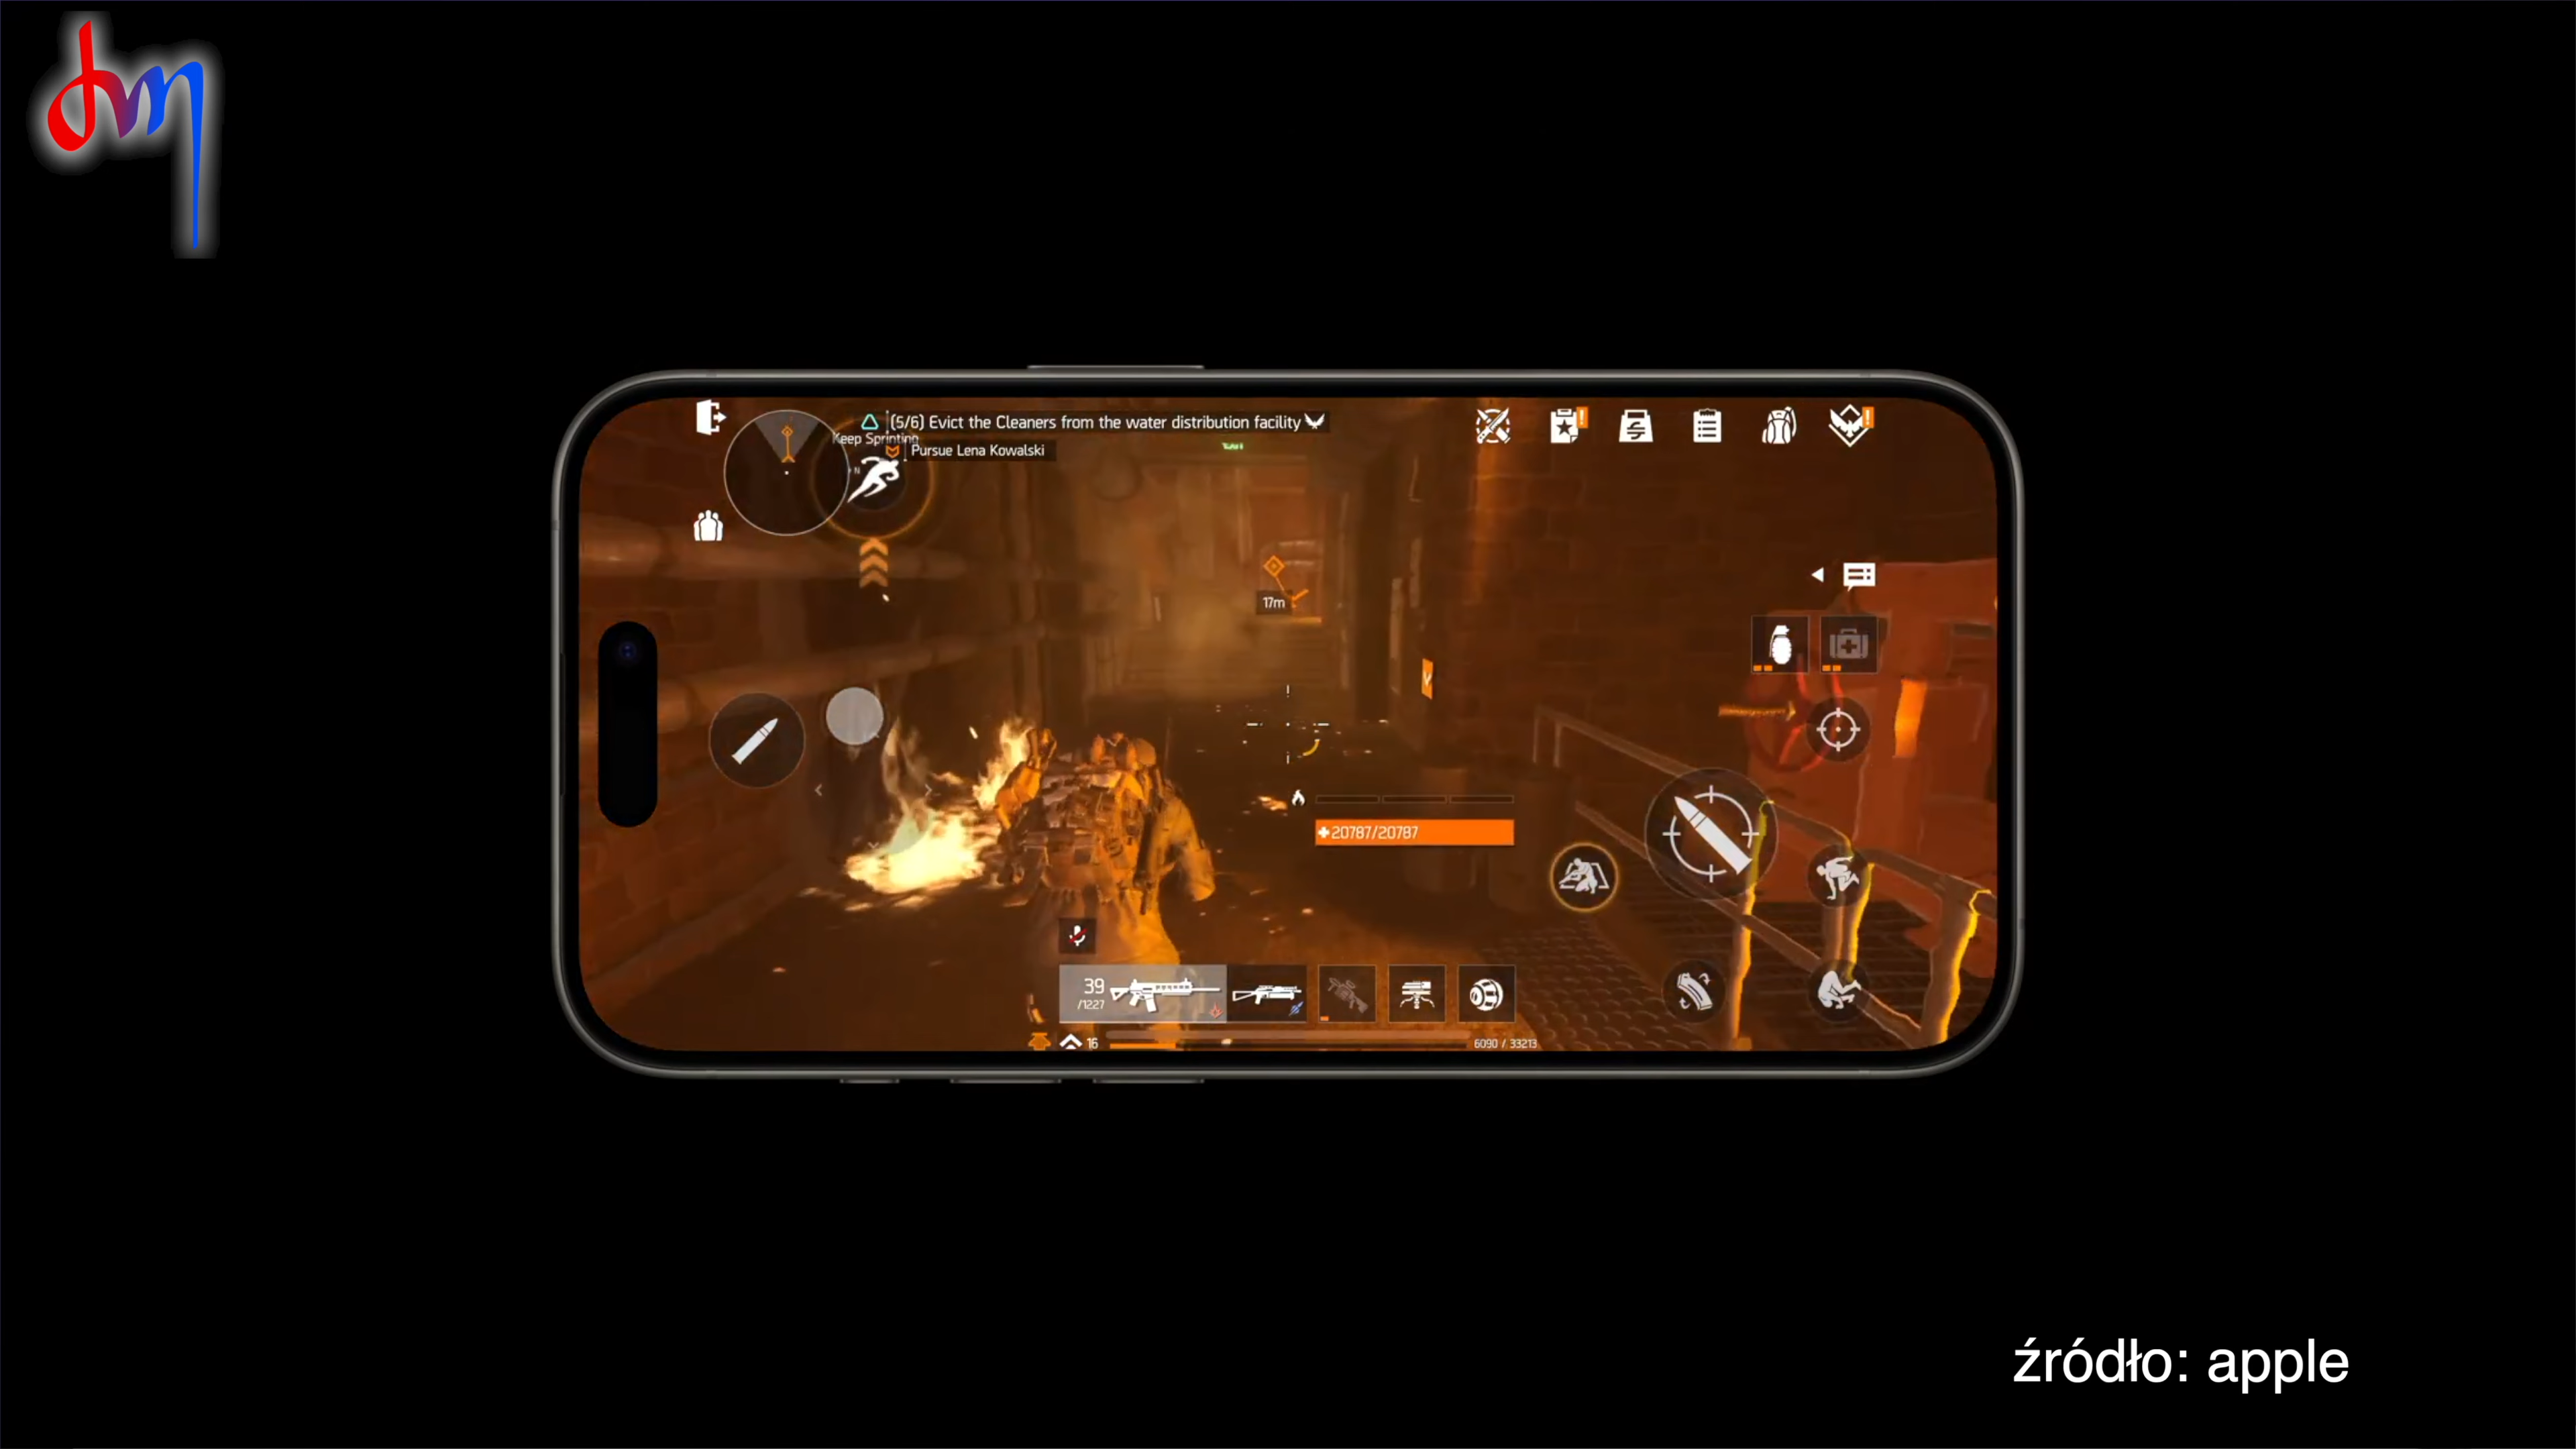 dm
(5/6) Evict the Cleaners from the water distribution facility
Keep Sprinting
Pursue Lena Kowalski
N
17m
20787/20787
39
/1227
16
6090 / 33213
źródło: apple